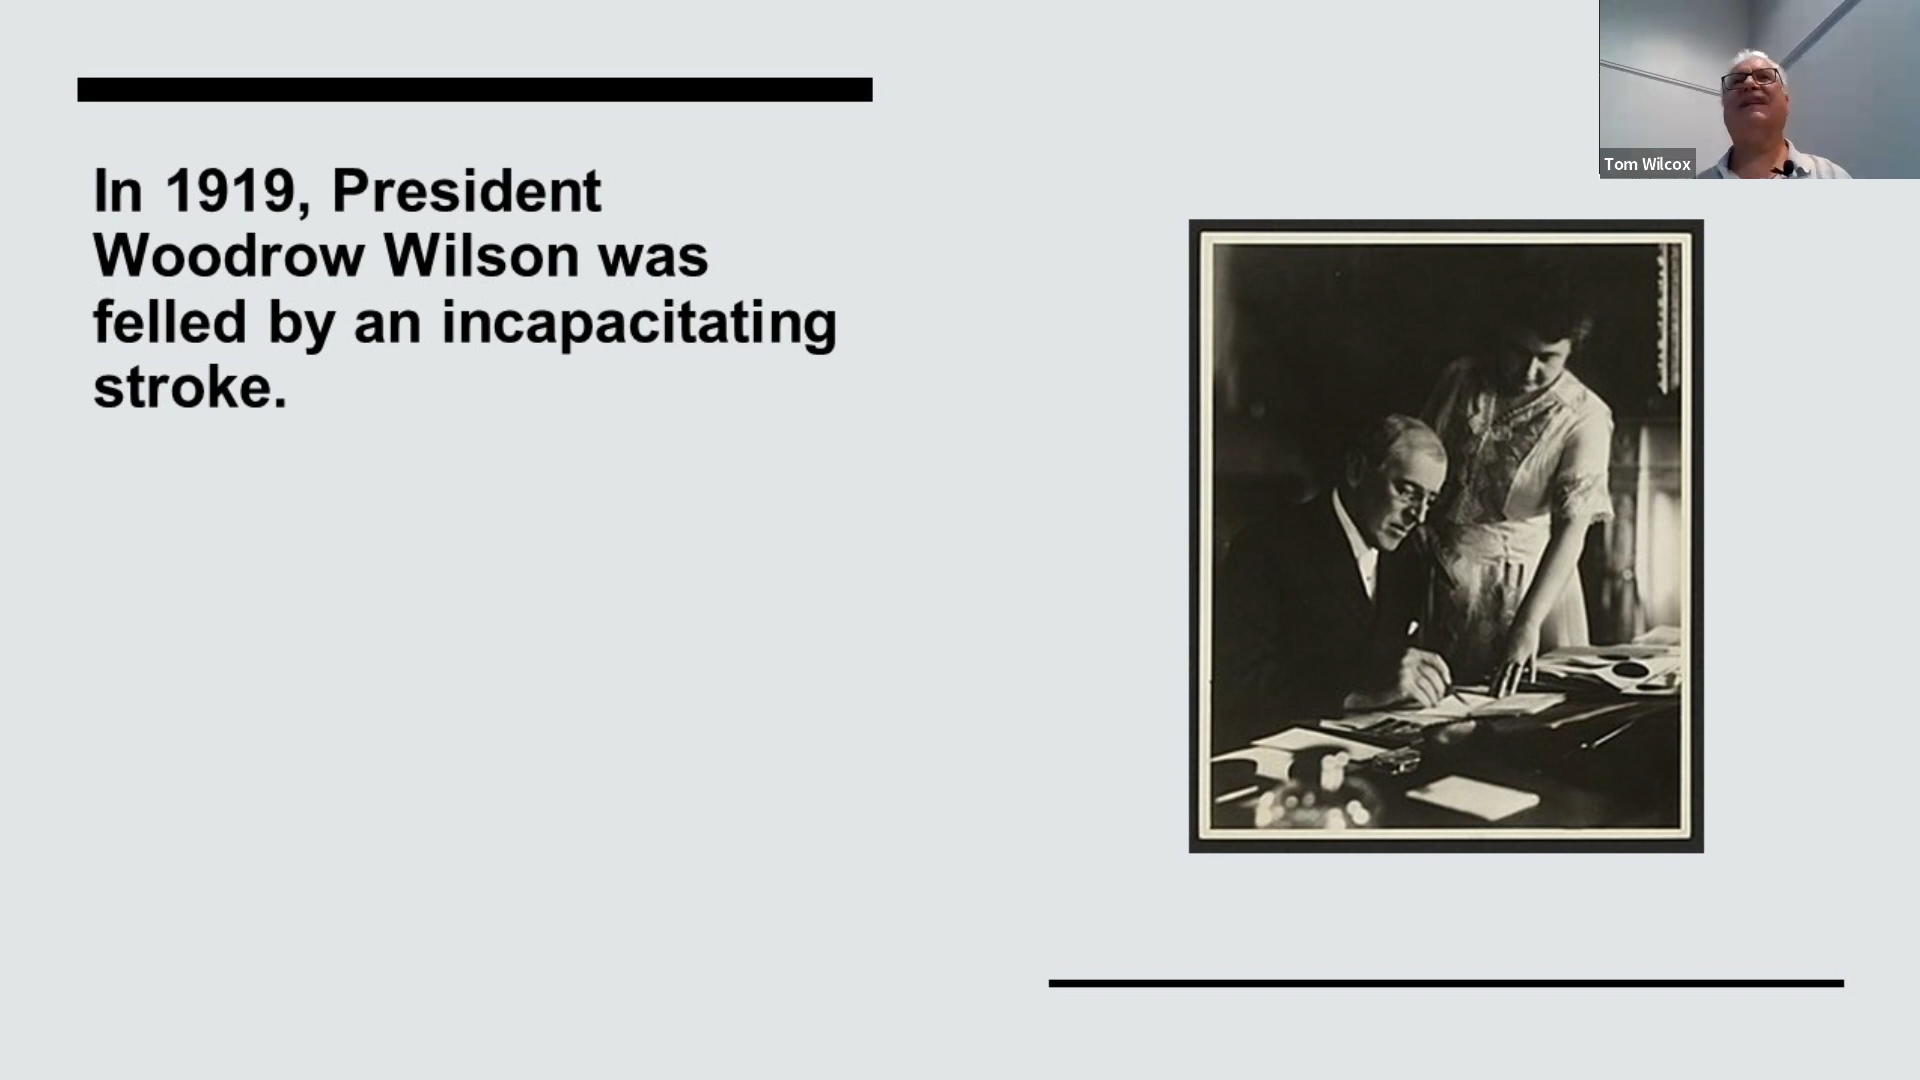 In 1919, President
Woodrow Wilson was
felled by an incapacitating
stroke.
Tom Wilcox